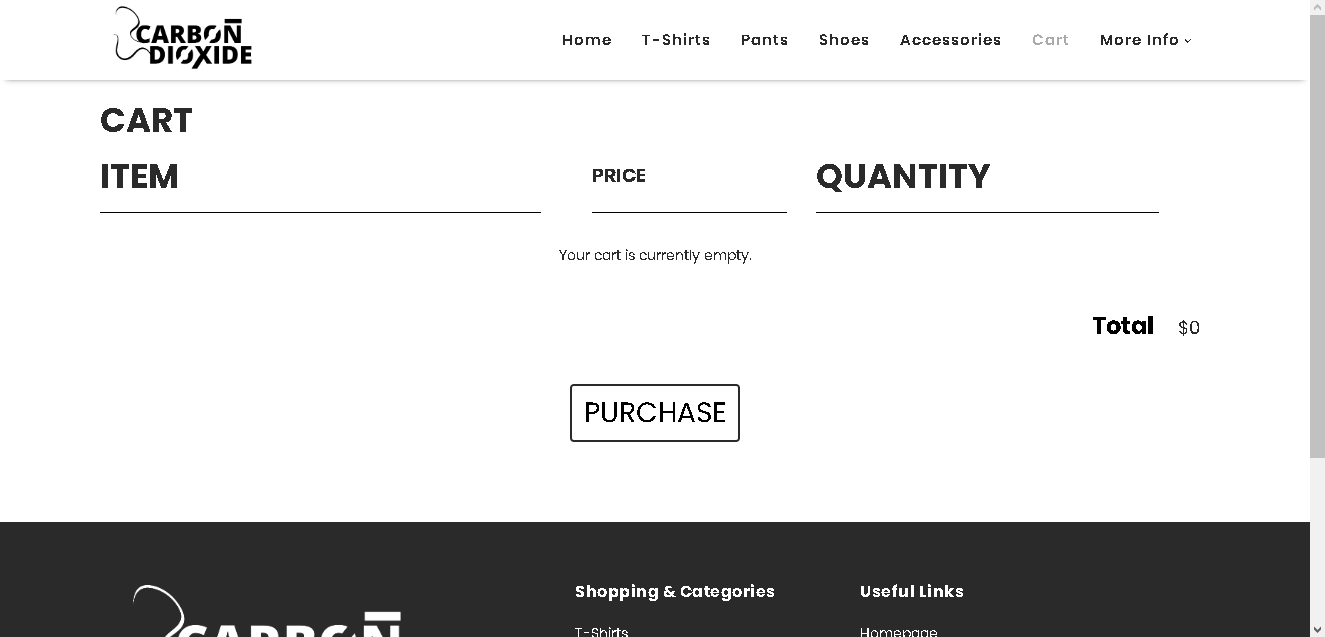 CARBON
DIOXIDE
Home T-Shirts Pants Shoes Accessories Cart More Info
CART
ITEM PRICE QUANTITY
Your cart is currently empty.
Total $0
PURCHASE
Shopping & Categories Useful Links
T-Shirts Homepage
CARBON